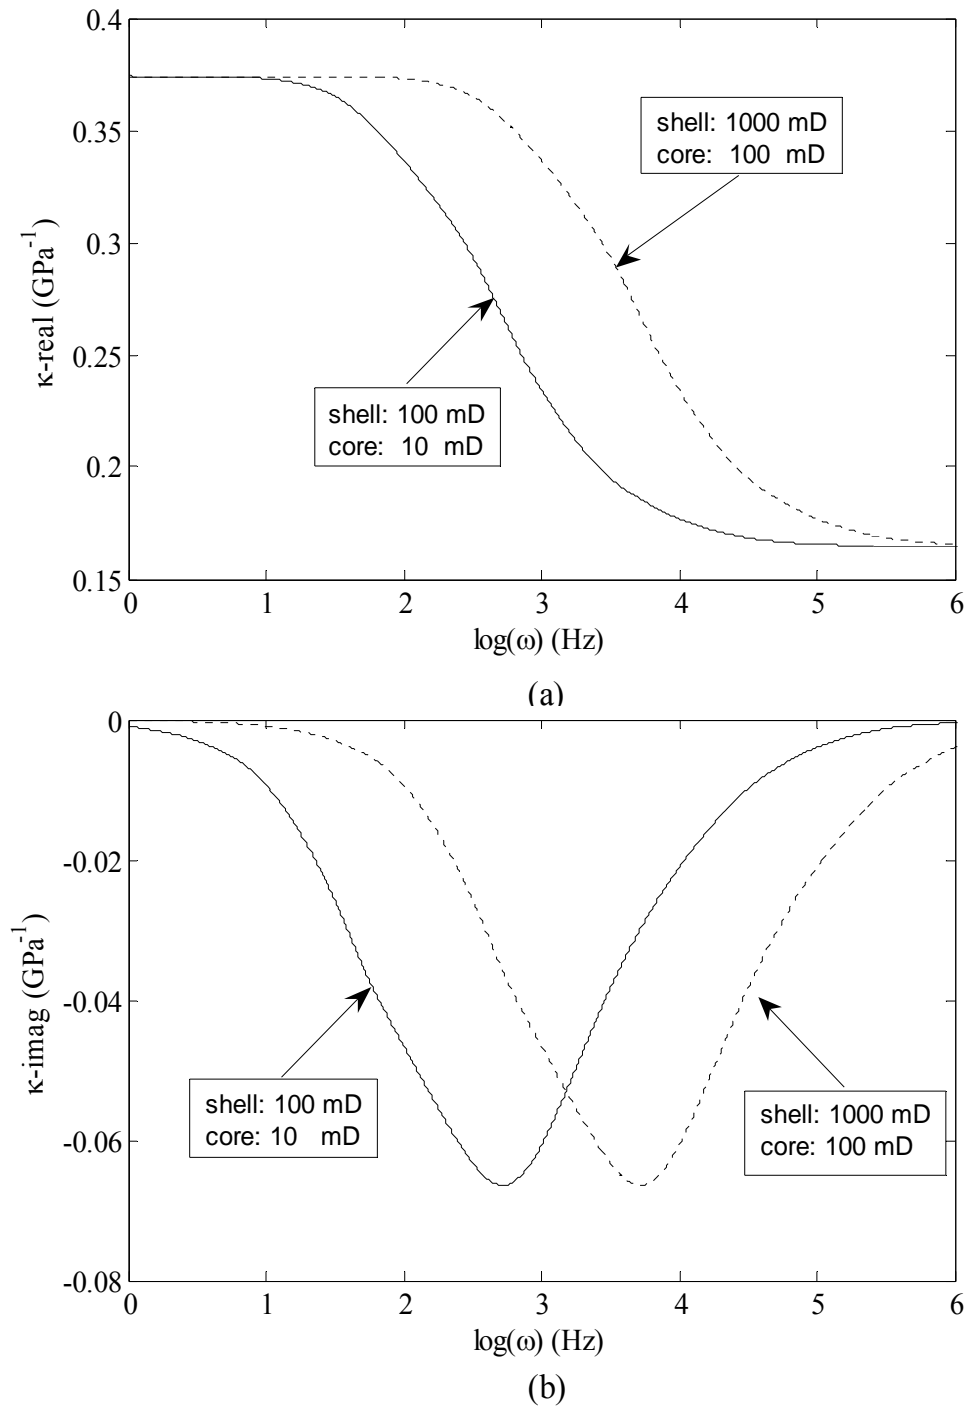 0.4
0.35
0.3
0.25
0.2
0.15
κ-real (GPa⁻¹)
shell: 1000 mD
core: 100 mD
shell: 100 mD
core: 10 mD
0 1 2 3 4 5 6
log(ω) (Hz)
(a)
0
-0.02
-0.04
-0.06
-0.08
κ-imag (GPa⁻¹)
shell: 100 mD
core: 10 mD
shell: 1000 mD
core: 100 mD
0 1 2 3 4 5 6
log(ω) (Hz)
(b)